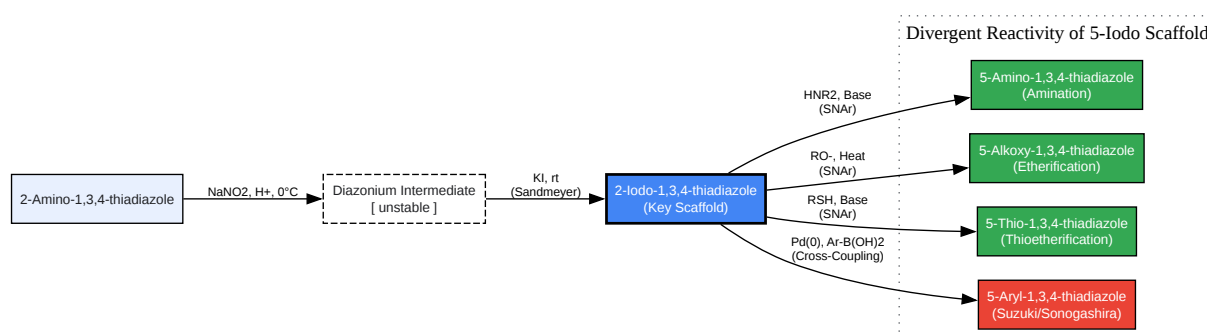 Divergent Reactivity of 5-Iodo Scaffold
2-Amino-1,3,4-thiadiazole
NaNO2, H+, 0°C
Diazonium Intermediate
[ unstable ]
KI, rt
(Sandmeyer)
2-Iodo-1,3,4-thiadiazole
(Key Scaffold)
HNR2, Base
(SNAr)
5-Amino-1,3,4-thiadiazole
(Amination)
RO-, Heat
(SNAr)
5-Alkoxy-1,3,4-thiadiazole
(Etherification)
RSH, Base
(SNAr)
5-Thio-1,3,4-thiadiazole
(Thioetherification)
Pd(0), Ar-B(OH)2
(Cross-Coupling)
5-Aryl-1,3,4-thiadiazole
(Suzuki/Sonogashira)